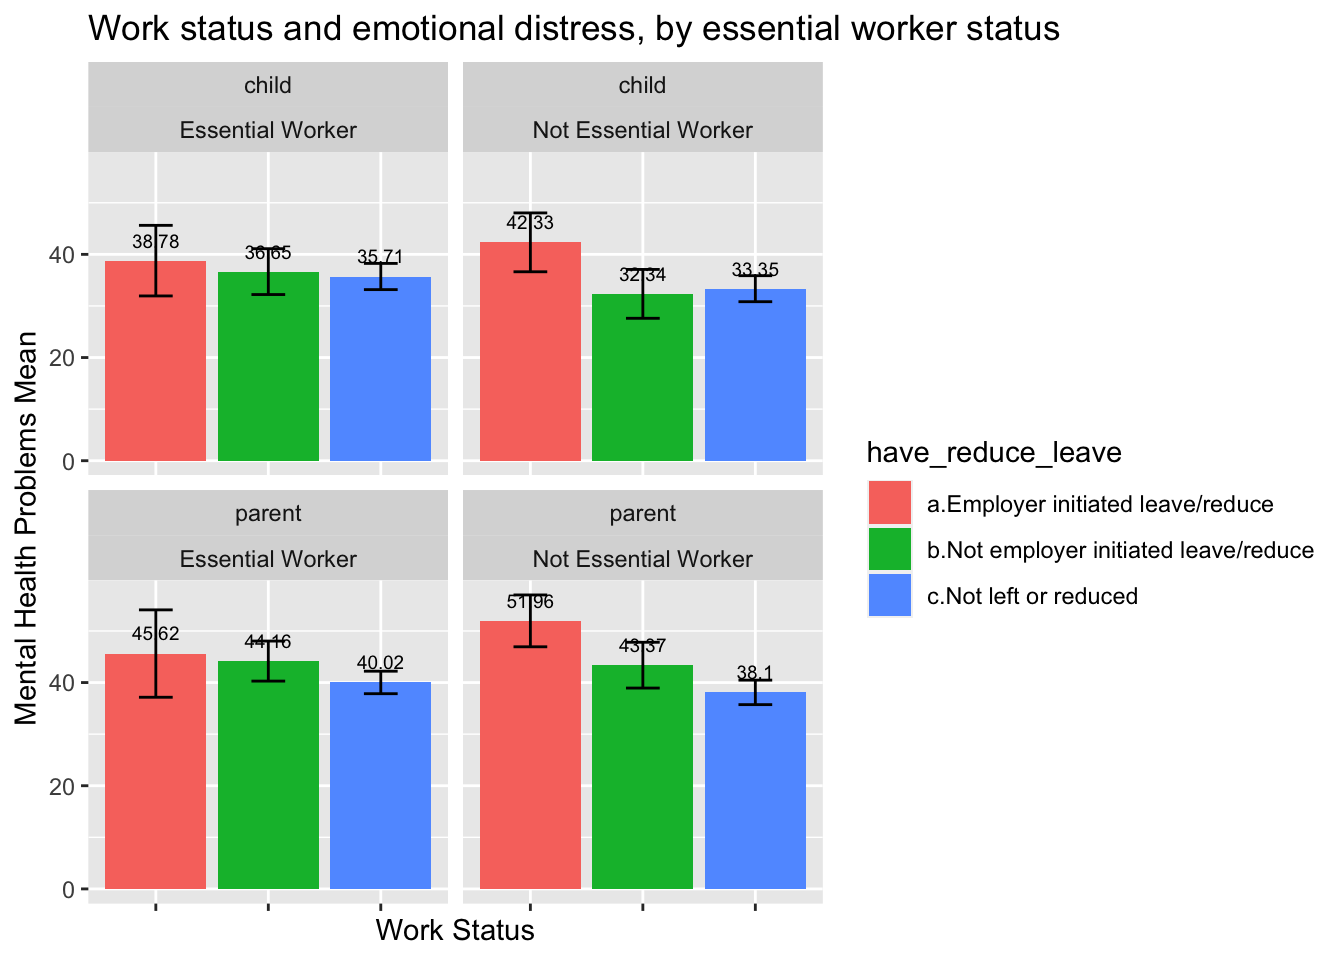 Work status and emotional distress, by essential worker status
child
Essential Worker
child
Not Essential Worker
38.78
36.65
35.71
42.33
32.34
33.35
40
20
0
parent
Essential Worker
parent
Not Essential Worker
45.62
44.16
40.02
51.96
43.37
38.1
40
20
0
Mental Health Problems Mean
Work Status
have_reduce_leave
a.Employer initiated leave/reduce
b.Not employer initiated leave/reduce
c.Not left or reduced